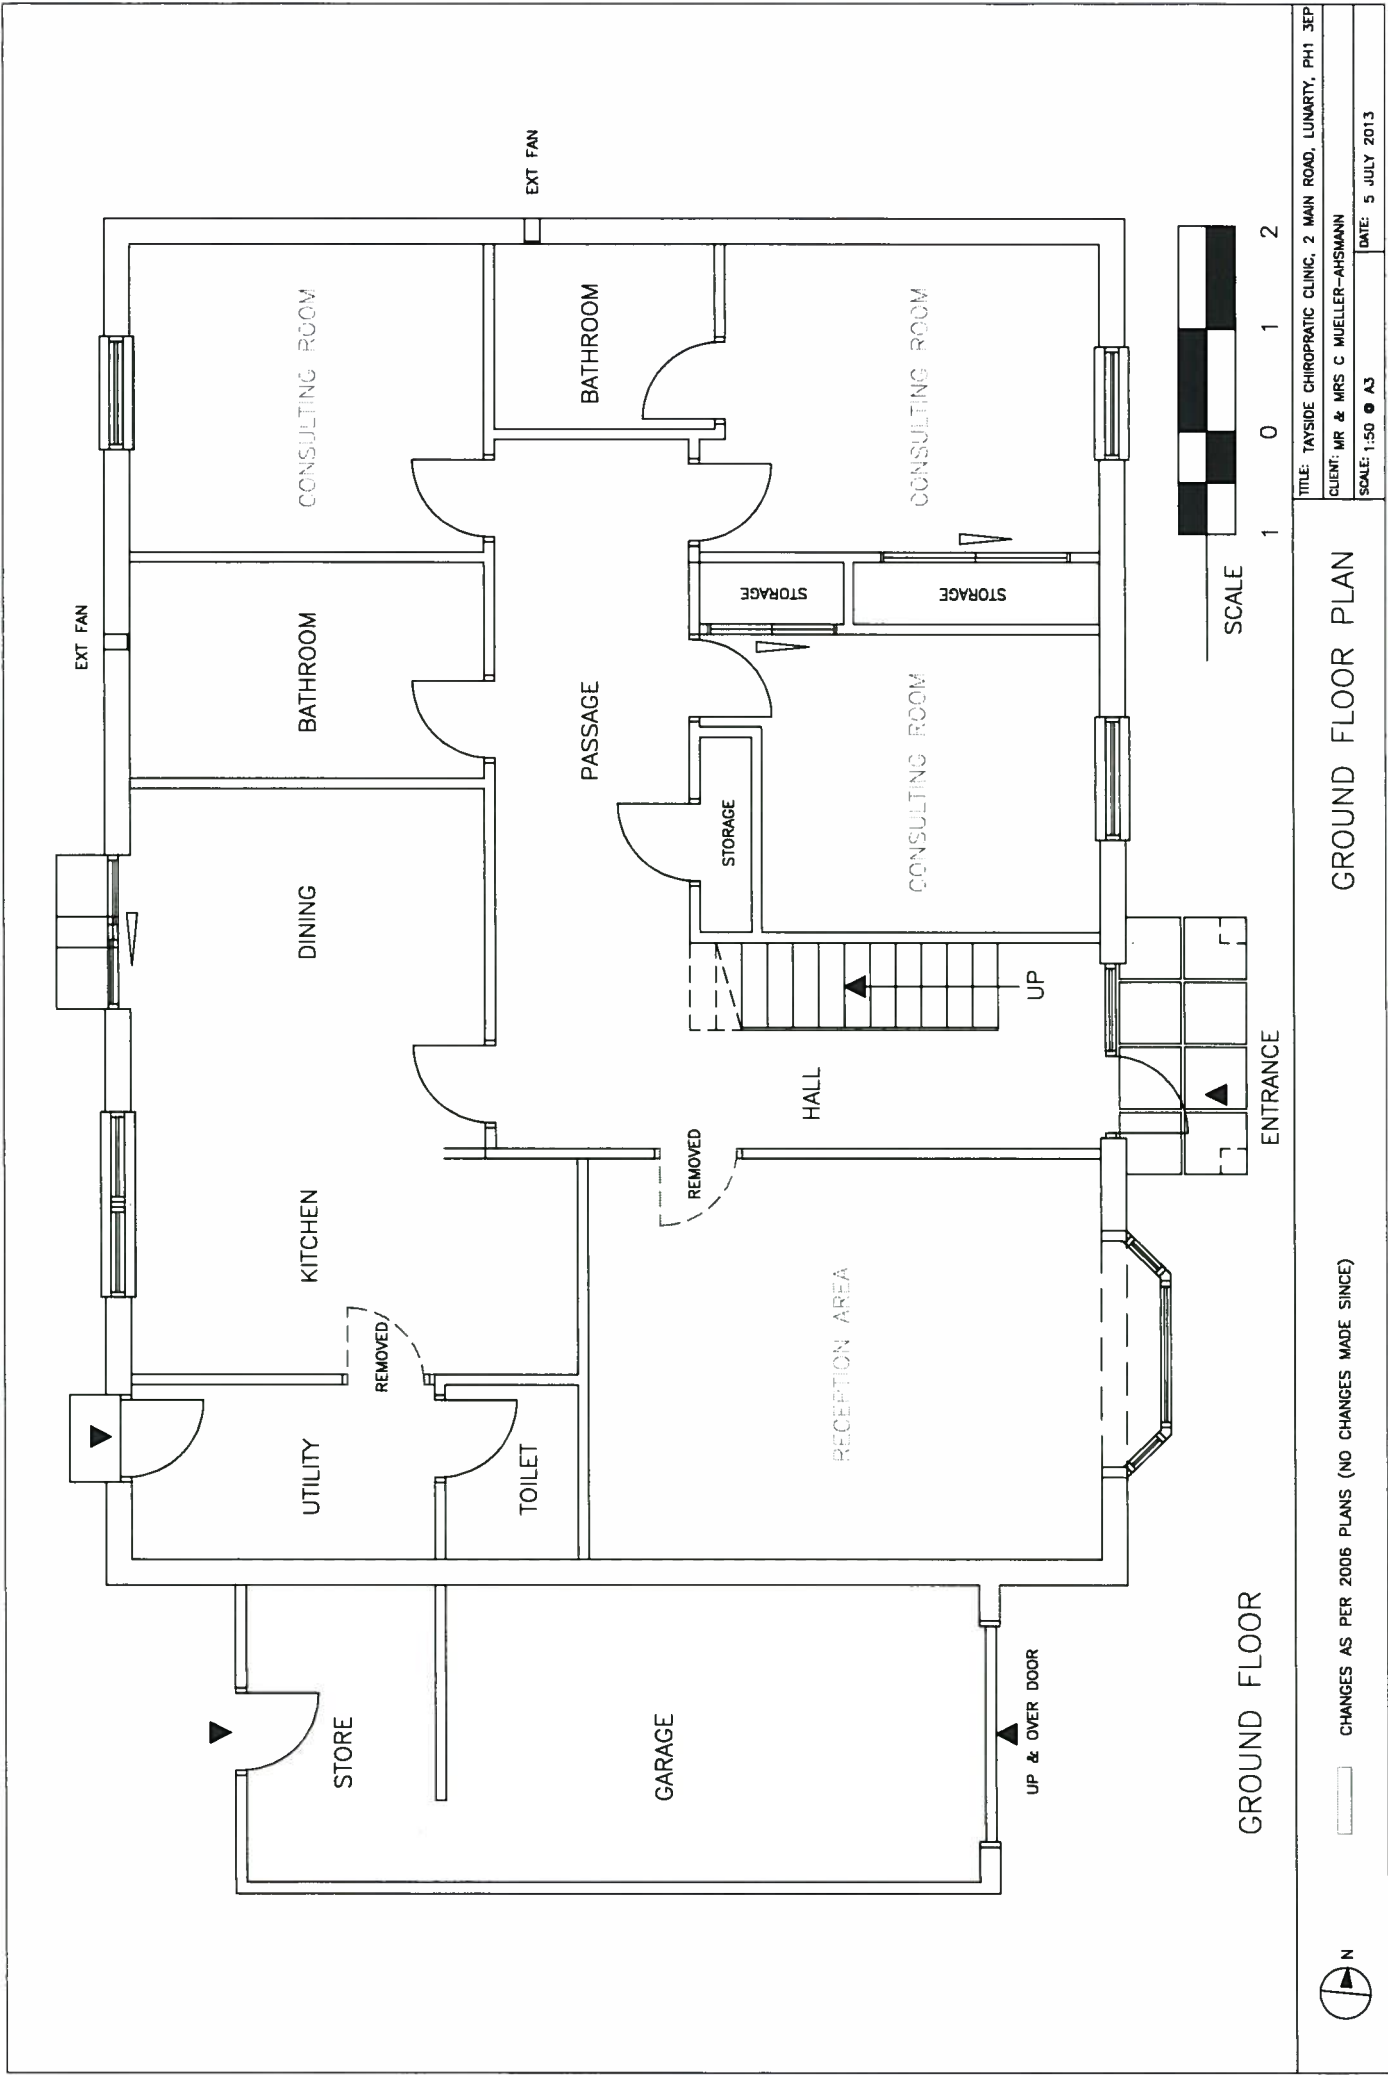 EXT FAN
EXT FAN
UTILITY
KITCHEN
DINING
BATHROOM
CONSULTING ROOM
REMOVED
STORE
TOILET
PASSAGE
BATHROOM
GARAGE
REMOVED
STORAGE
STORAGE
STORAGE
RECEPTION AREA
HALL
CONSULTING ROOM
CONSULTING ROOM
UP
UP & OVER DOOR
ENTRANCE
GROUND FLOOR
SCALE
1 0 1 2
N
CHANGES AS PER 2006 PLANS (NO CHANGES MADE SINCE)
GROUND FLOOR PLAN
TITLE: TAYSIDE CHIROPRATIC CLINIC, 2 MAIN ROAD, LUNARTY, PH1 3EP
CLIENT: MR & MRS C MUELLER-AHSMANN
SCALE: 1:50 @ A3
DATE: 5 JULY 2013